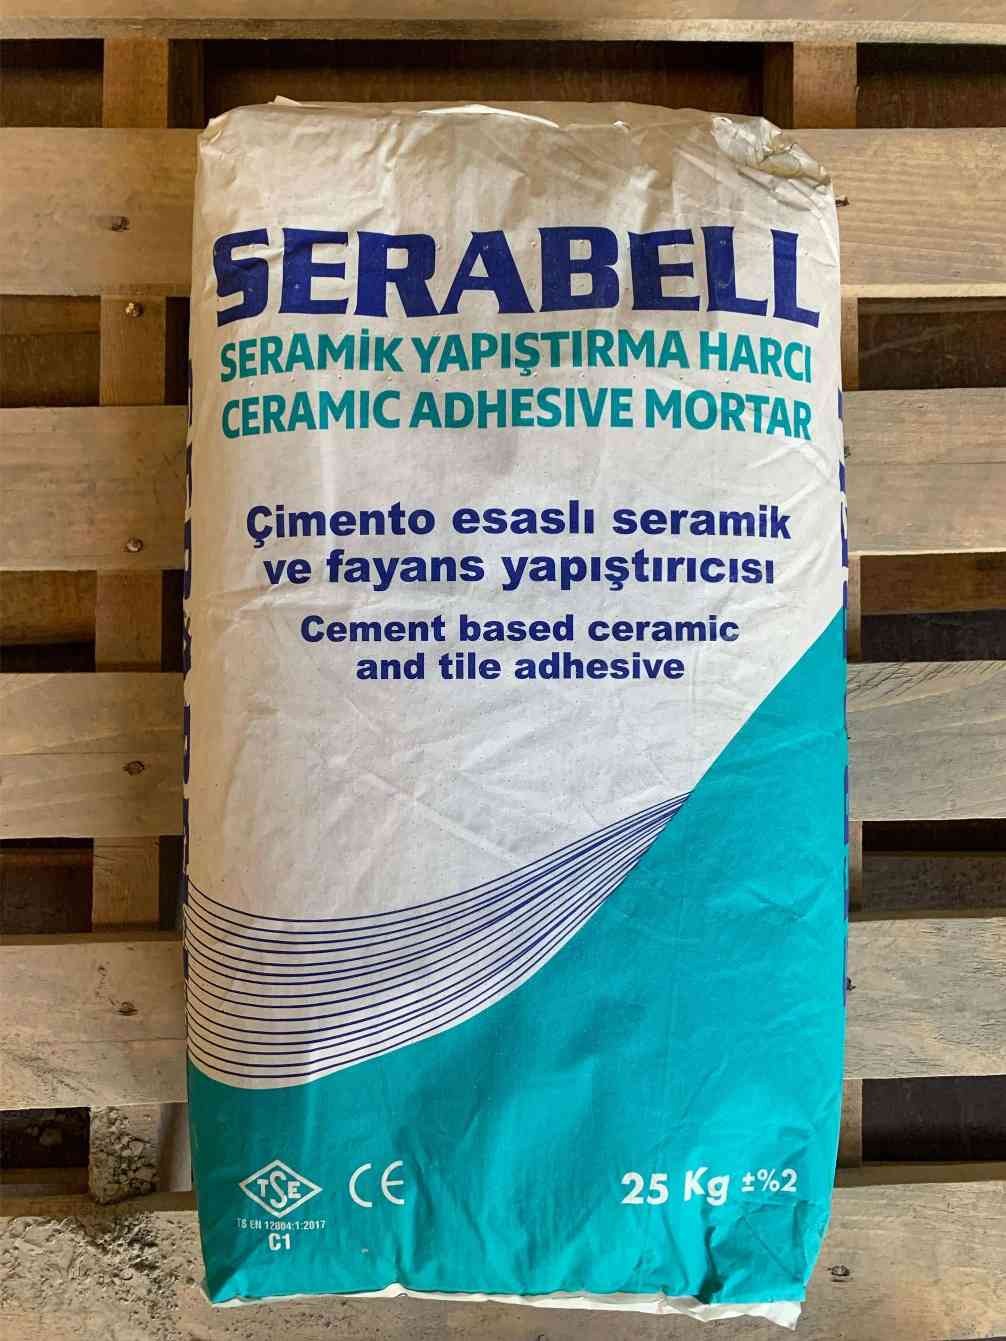 SERABELL
SERAMİK YAPIŞTIRMA HARCI
CERAMIC ADHESIVE MORTAR
Çimento esaslı seramik
ve fayans yapıştırıcısı
Cement based ceramic
and tile adhesive
TSE CE 25 Kg ±%2
TS EN 12004:1:2017
C1